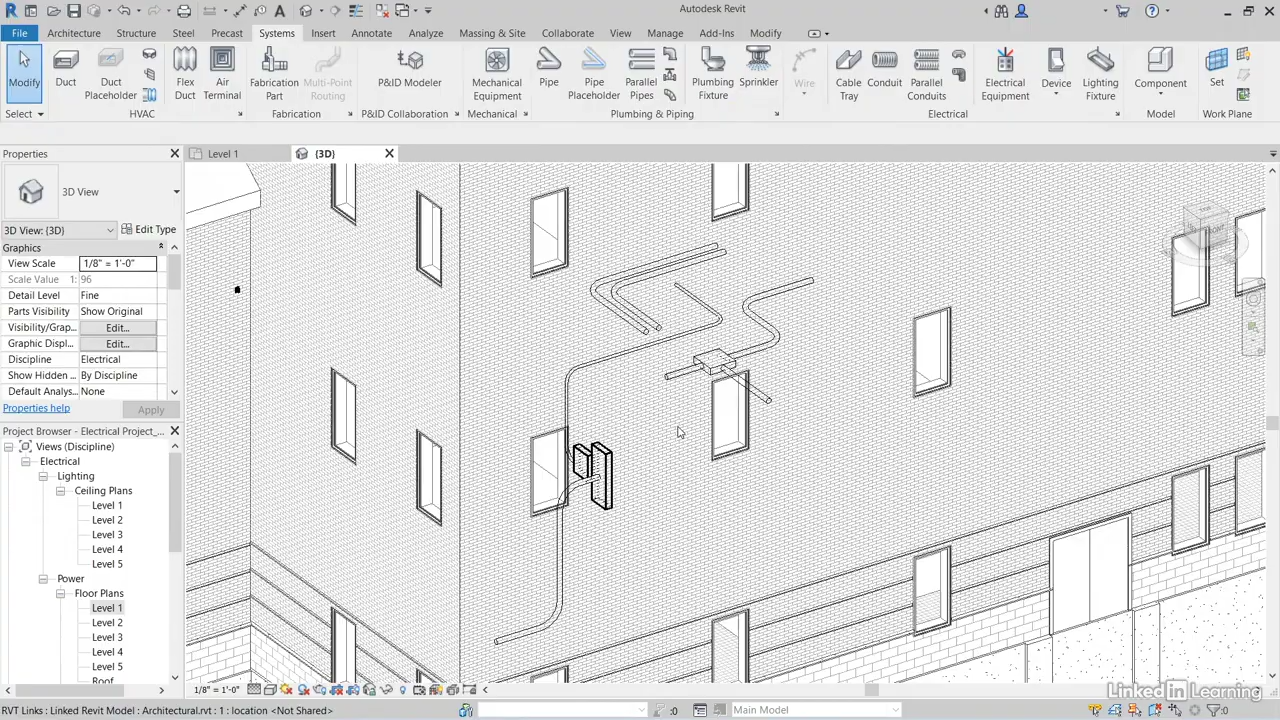 Autodesk Revit
File Architecture Structure Steel Precast Systems Insert Annotate Analyze Massing & Site Collaborate View Manage Add-Ins Modify
Modify Duct Duct Placeholder Flex Duct Air Terminal Fabrication Part Multi-Point Routing P&ID Modeler Mechanical Equipment Pipe Pipe Placeholder Parallel Pipes Plumbing Fixture Sprinkler Wire Cable Tray Conduit Parallel Conduits Electrical Equipment Device Lighting Fixture Component Set
Select HVAC Fabrication P&ID Collaboration Mechanical Plumbing & Piping Electrical Model Work Plane
Properties
Level 1
{3D}
3D View
3D View: {3D}
Edit Type
Graphics
View Scale 1/8" = 1'-0"
Scale Value 1: 96
Detail Level Fine
Parts Visibility Show Original
Visibility/Grap... Edit...
Graphic Displ... Edit...
Discipline Electrical
Show Hidden ... By Discipline
Default Analys... None
Properties help
Apply
Project Browser - Electrical Project_...
Views (Discipline)
Electrical
Lighting
Ceiling Plans
Level 1
Level 2
Level 3
Level 4
Level 5
Power
Floor Plans
Level 1
Level 2
Level 3
Level 4
Level 5
Roof
1/8" = 1'-0"
RVT Links : Linked Revit Model : Architectural.rvt : 1 : location <Not Shared>
:0
Main Model
:0
FRONT
LinkedIn Learning